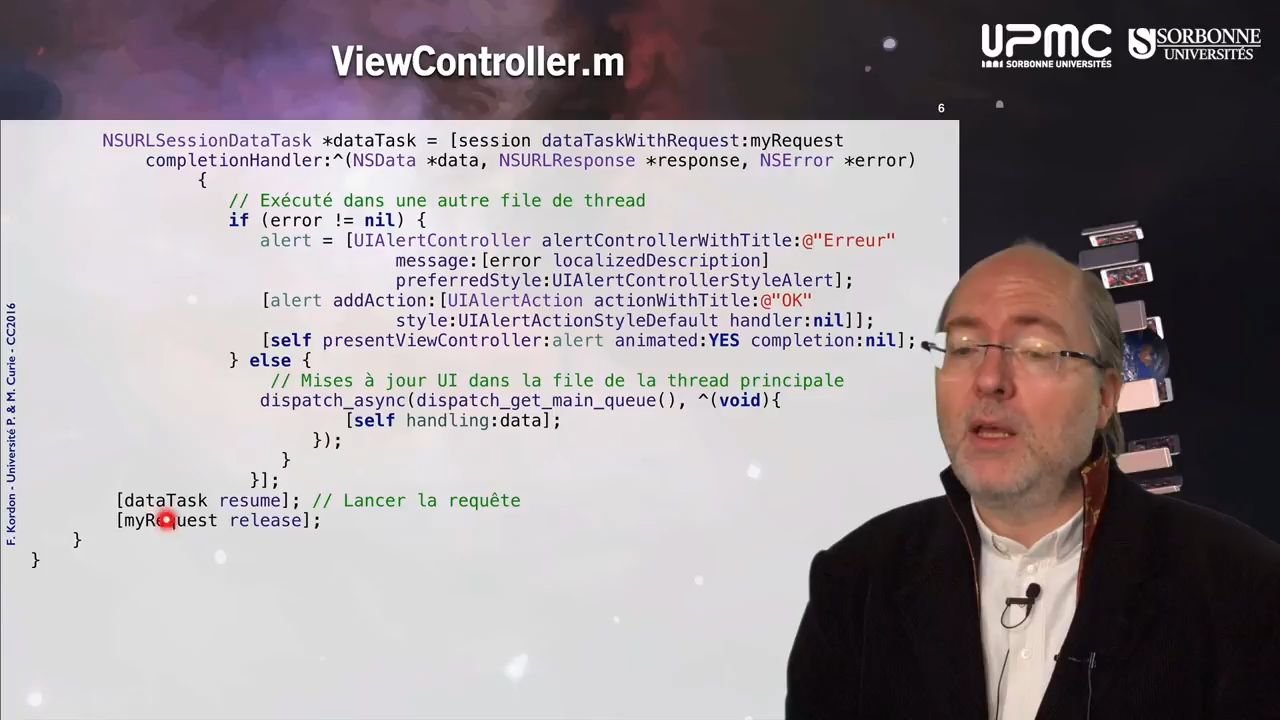 ViewController.m
UPMC
SORBONNE UNIVERSITÉS
SORBONNE
UNIVERSITÉS
6
NSURLSessionDataTask *dataTask = [session dataTaskWithRequest:myRequest
completionHandler:^(NSData *data, NSURLResponse *response, NSError *error)
{
// Exécuté dans une autre file de thread
if (error != nil) {
alert = [UIAlertController alertControllerWithTitle:@"Erreur"
message:[error localizedDescription]
preferredStyle:UIAlertControllerStyleAlert];
[alert addAction:[UIAlertAction actionWithTitle:@"OK"
style:UIAlertActionStyleDefault handler:nil]];
[self presentViewController:alert animated:YES completion:nil];
} else {
// Mises à jour UI dans la file de la thread principale
dispatch_async(dispatch_get_main_queue(), ^(void){
[self handling:data];
});
}
}];
[dataTask resume]; // Lancer la requête
[myRequest release];
}
}
F. Kordon - Université P. & M. Curie - CC2016